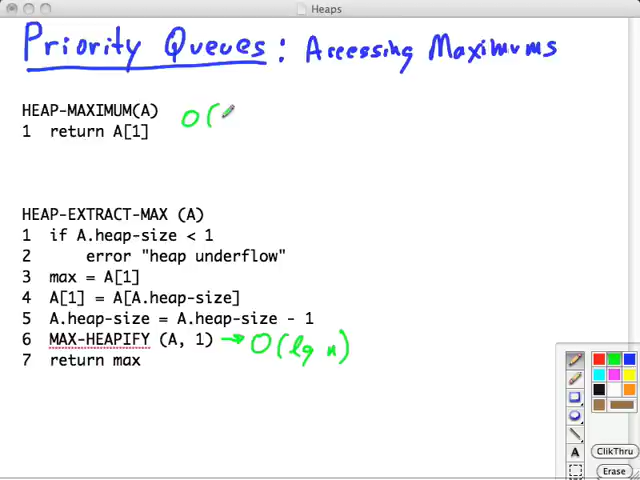 Heaps
Priority Queues: Accessing Maximums
HEAP-MAXIMUM(A) O(
1 return A[1]
HEAP-EXTRACT-MAX (A)
1 if A.heap-size < 1
2 error "heap underflow"
3 max = A[1]
4 A[1] = A[A.heap-size]
5 A.heap-size = A.heap-size - 1
6 MAX-HEAPIFY (A, 1) → O(lg n)
7 return max
A
ClikThru
Erase